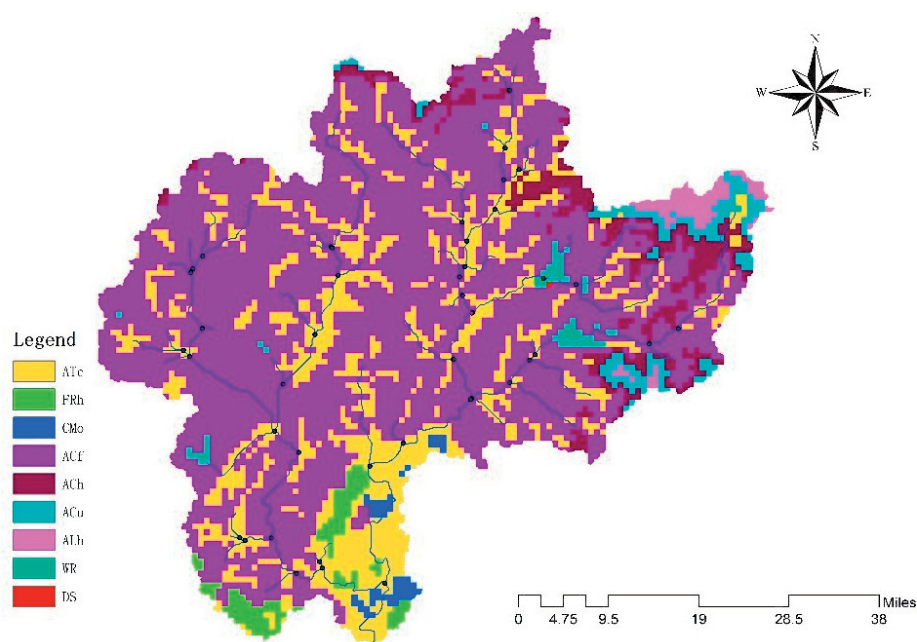 N
W E
S
Legend
ATc
FRh
CMo
ACf
ACh
ACu
ALh
WR
DS
Miles
0 4.75 9.5 19 28.5 38